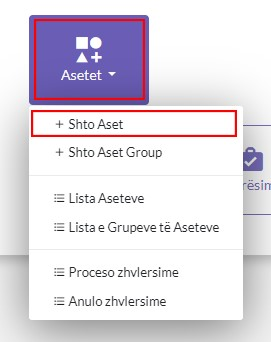 Asetet
+ Shto Aset
+ Shto Aset Group
Lista Aseteve
Lista e Grupeve të Aseteve
Proceso zhvlersime
Anulo zhvlersime